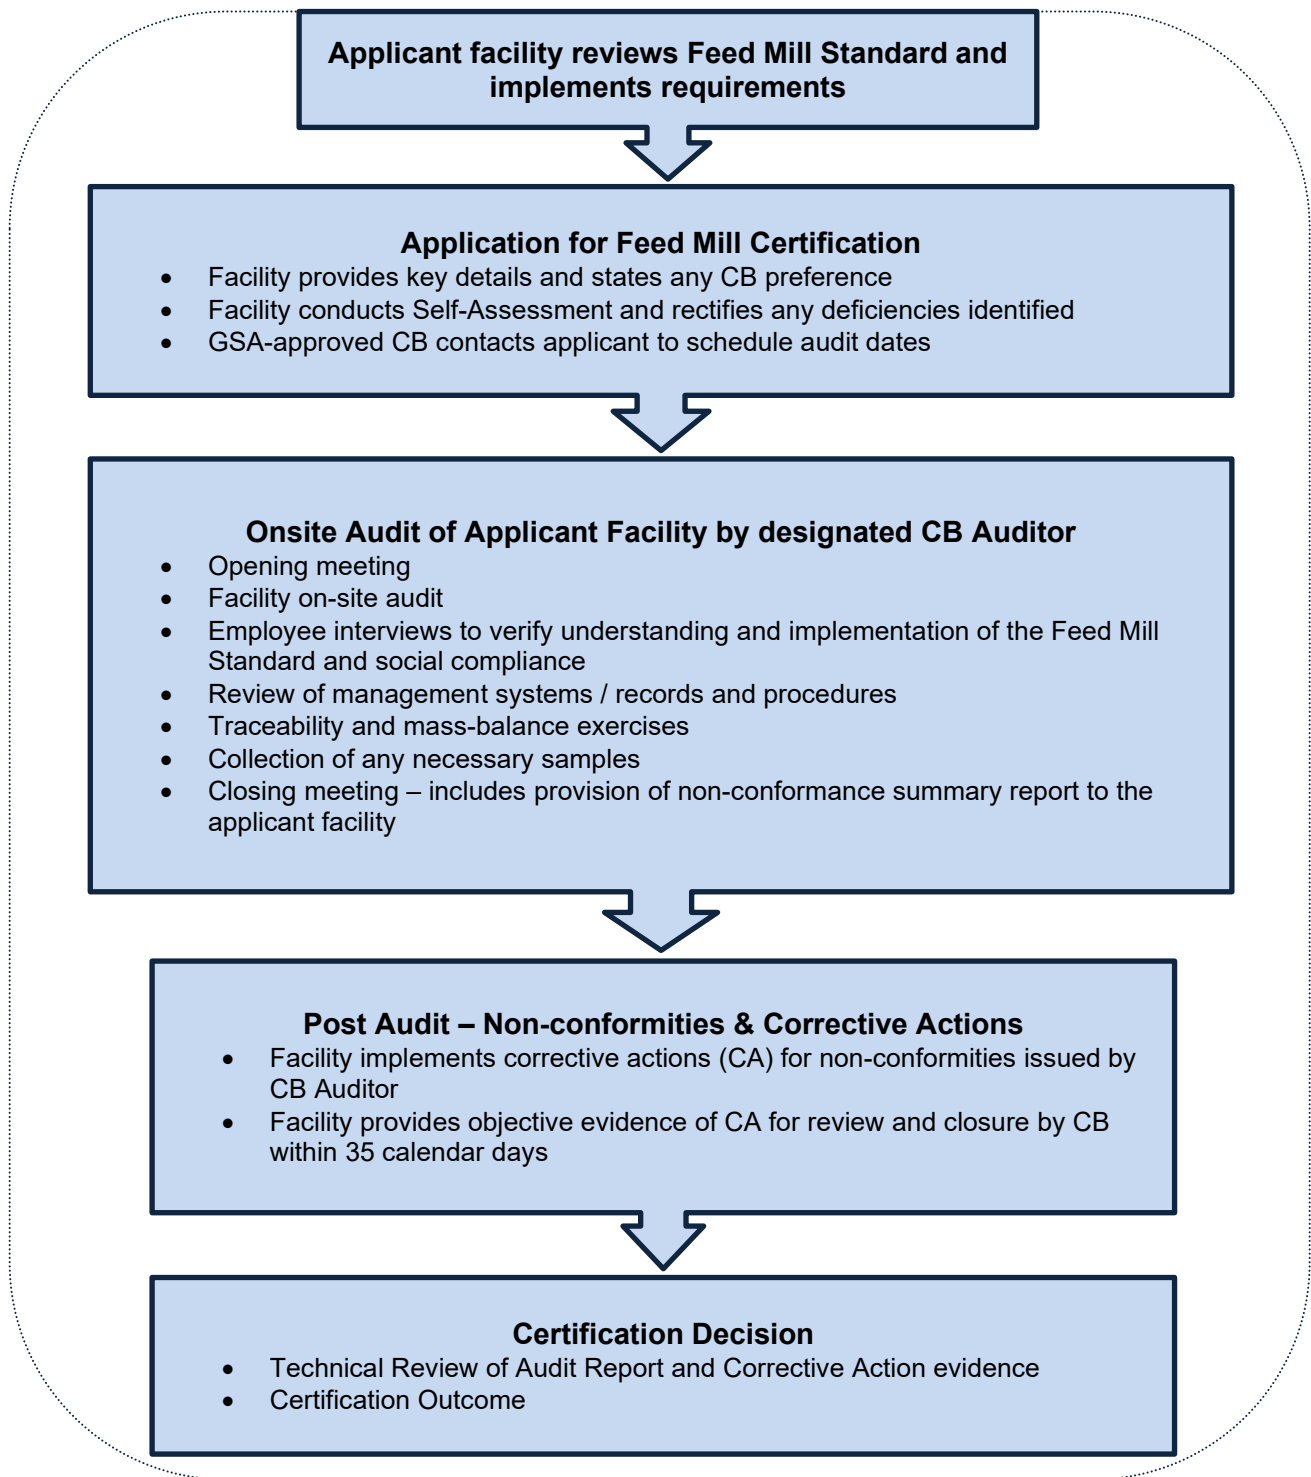 Applicant facility reviews Feed Mill Standard and
implements requirements
Application for Feed Mill Certification
• Facility provides key details and states any CB preference
• Facility conducts Self-Assessment and rectifies any deficiencies identified
• GSA-approved CB contacts applicant to schedule audit dates
Onsite Audit of Applicant Facility by designated CB Auditor
• Opening meeting
• Facility on-site audit
• Employee interviews to verify understanding and implementation of the Feed Mill
Standard and social compliance
• Review of management systems / records and procedures
• Traceability and mass-balance exercises
• Collection of any necessary samples
• Closing meeting – includes provision of non-conformance summary report to the
applicant facility
Post Audit – Non-conformities & Corrective Actions
• Facility implements corrective actions (CA) for non-conformities issued by
CB Auditor
• Facility provides objective evidence of CA for review and closure by CB
within 35 calendar days
Certification Decision
• Technical Review of Audit Report and Corrective Action evidence
• Certification Outcome